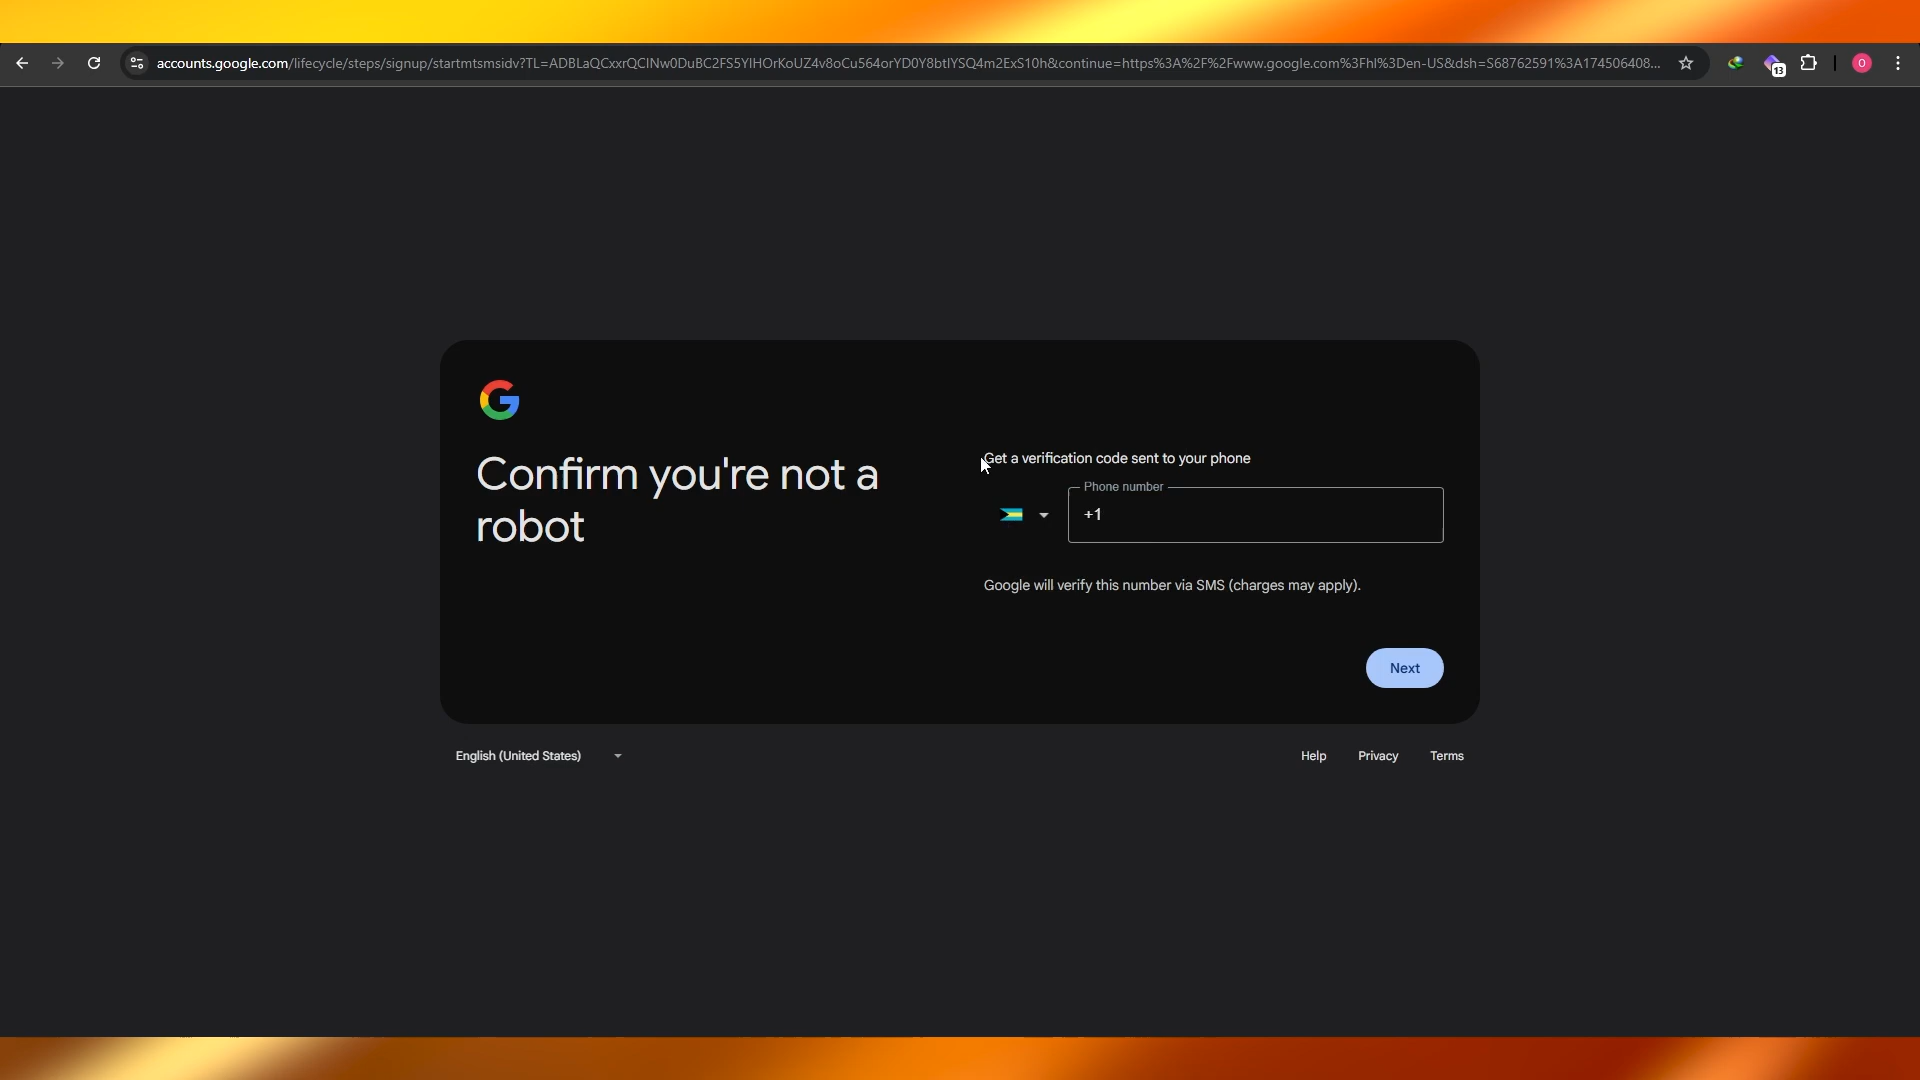 accounts.google.com/lifecycle/steps/signup/startmtsmsidv?TL=ADBLaQCxxrQCINw0DuBC2FS5YIHOrKoUZ4v8oCu564orYD0Y8btIYSQ4m2ExS10h&continue=https%3A%2F%2Fwww.google.com%3Fhl%3Den-US&dsh=S68762591%3A174506408...
13
O
Confirm you're not a
robot
Get a verification code sent to your phone
Phone number
+1
Google will verify this number via SMS (charges may apply).
Next
English (United States)
Help Privacy Terms